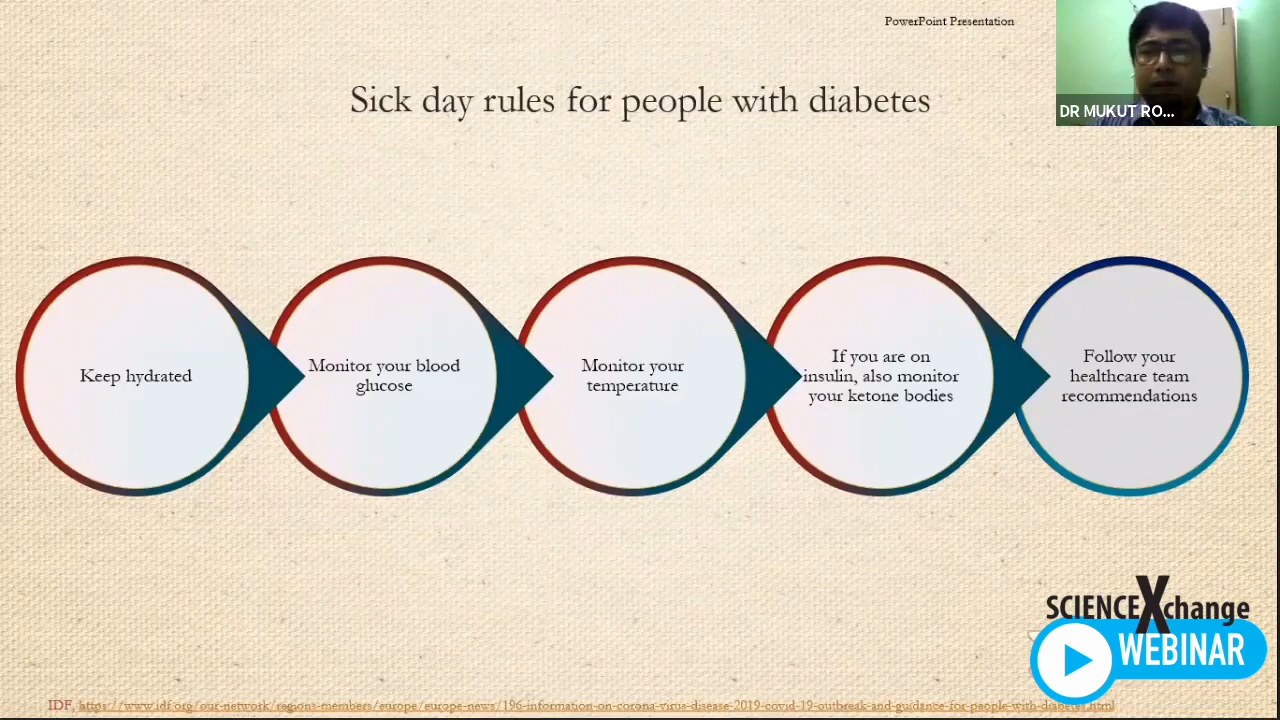 PowerPoint Presentation
DR MUKUT RO...
Sick day rules for people with diabetes
Keep hydrated
Monitor your blood
glucose
Monitor your
temperature
If you are on
insulin, also monitor
your ketone bodies
Follow your
healthcare team
recommendations
SCIENCEXchange
WEBINAR
IDF, https://www.idf.org/our-network/regions-members/europe/europe-news/196-information-on-corona-virus-disease-2019-covid-19-outbreak-and-guidance-for-people-with-diabetes.html